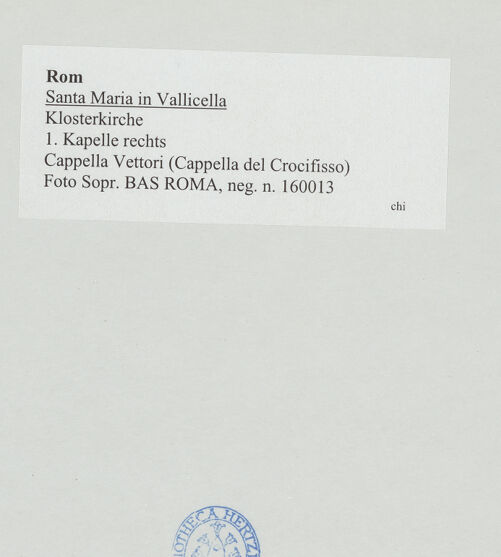 Rom
Santa Maria in Vallicella
Klosterkirche
1. Kapelle rechts
Cappella Vettori (Cappella del Crocifisso)
Foto Sopr. BAS ROMA, neg. n. 160013
chi
HERTZ